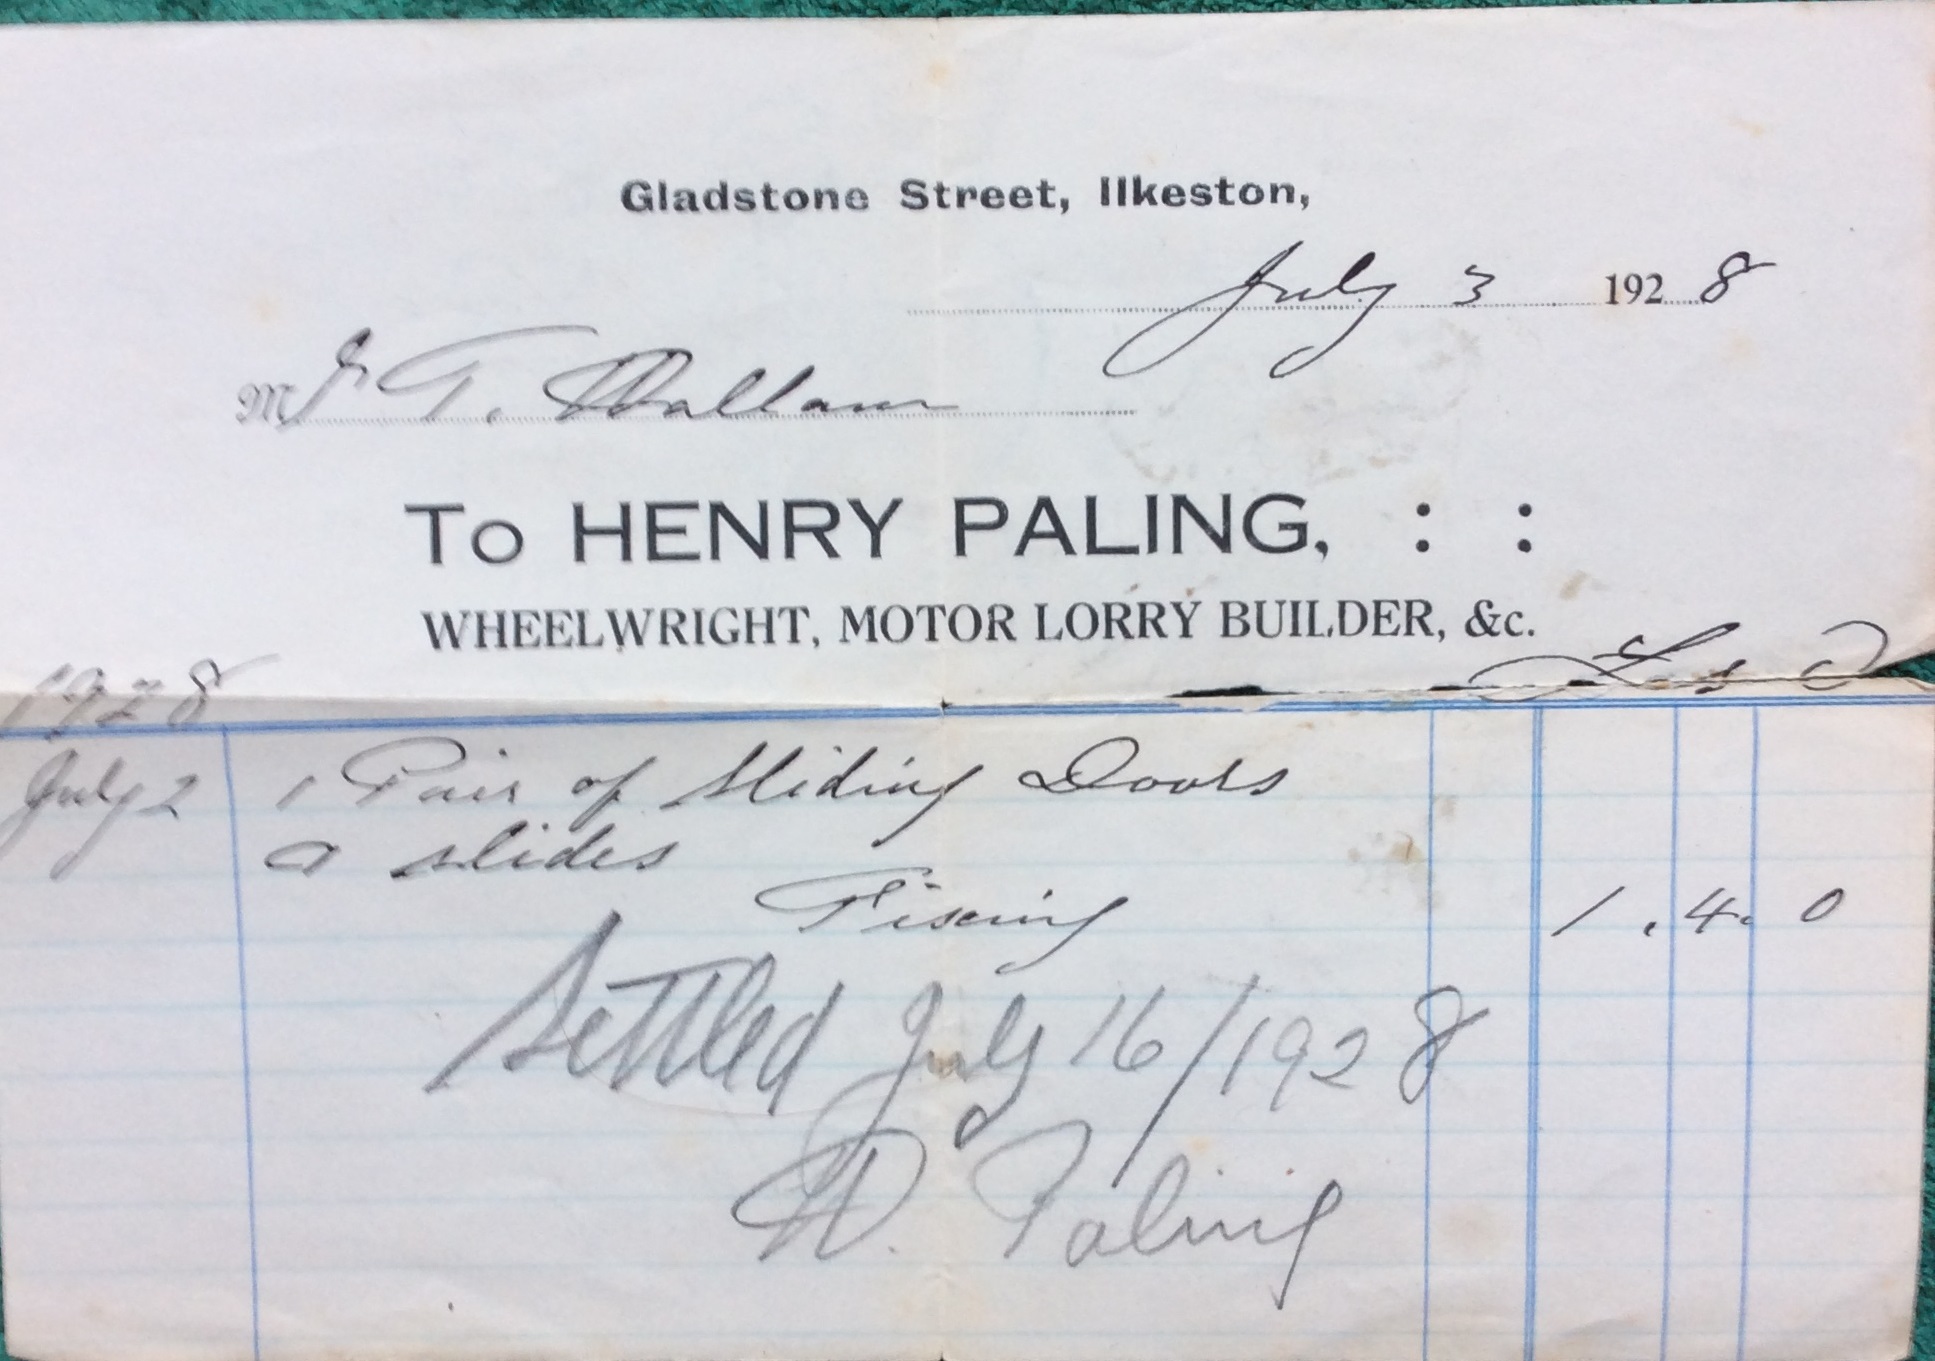 Gladstone Street, Ilkeston,
July 3 1928
Mr T. Hallam
To HENRY PALING, : :
WHEELWRIGHT, MOTOR LORRY BUILDER, &c.
1928 £ s D
July 2 1 Pair of Sliding Doors
slides
Fixing 1 . 4 . 0
Settled July 16/1928
H. Paling